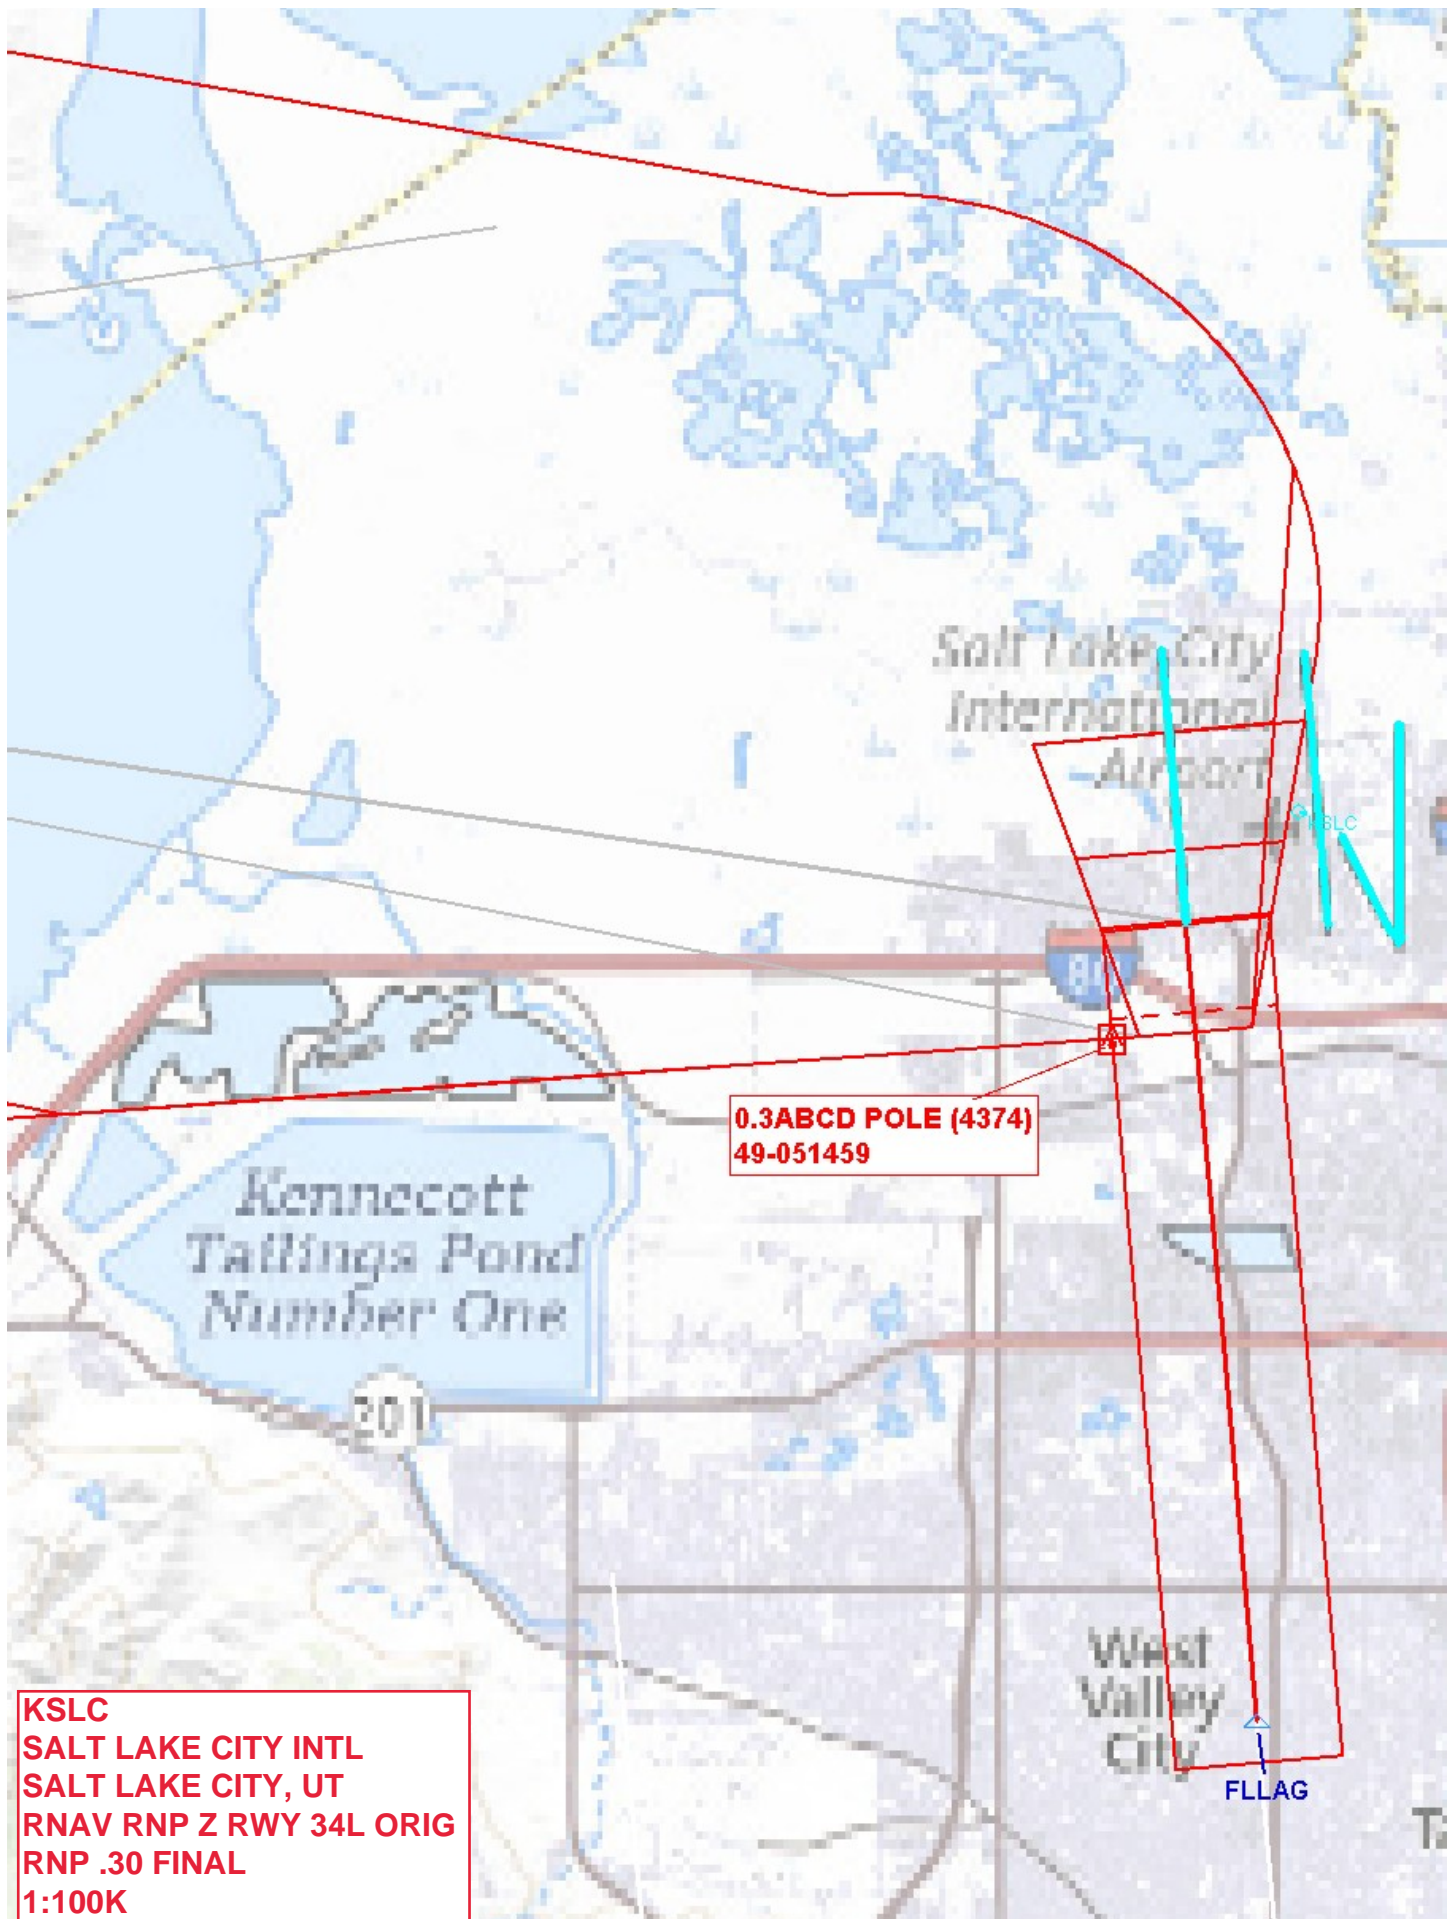 Salt Lake City
International
Airport
KSLC
80
0.3ABCD POLE (4374)
49-051459
Kennecott
Tailings Pond
Number One
201
West
Valley
City
FLLAG
KSLC
SALT LAKE CITY INTL
SALT LAKE CITY, UT
RNAV RNP Z RWY 34L ORIG
RNP .30 FINAL
1:100K